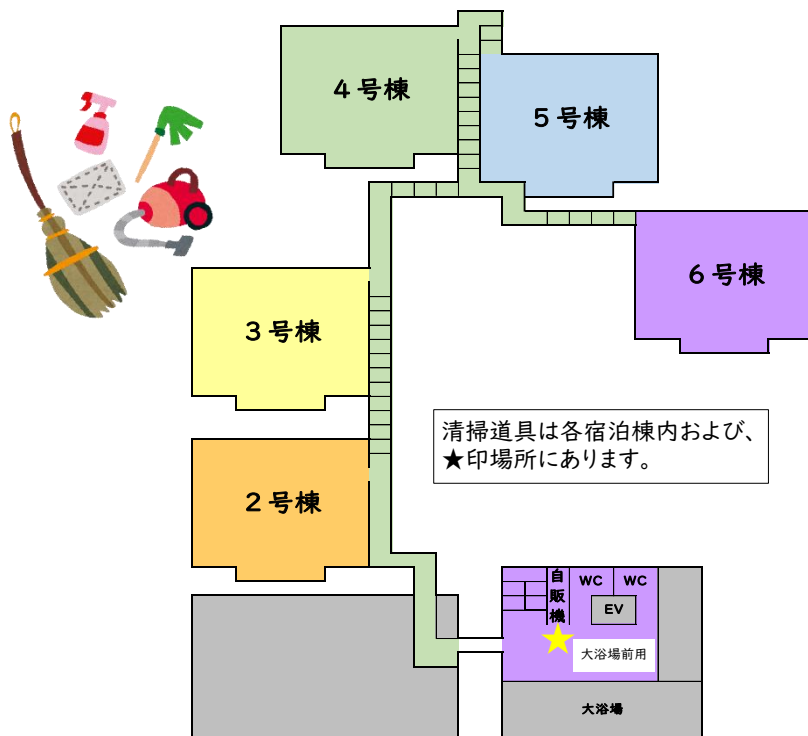 4号棟
5号棟
6号棟
3号棟
清掃道具は各宿泊棟内および、
★印場所にあります。
2号棟
自販機
WC
WC
EV
大浴場前用
大浴場